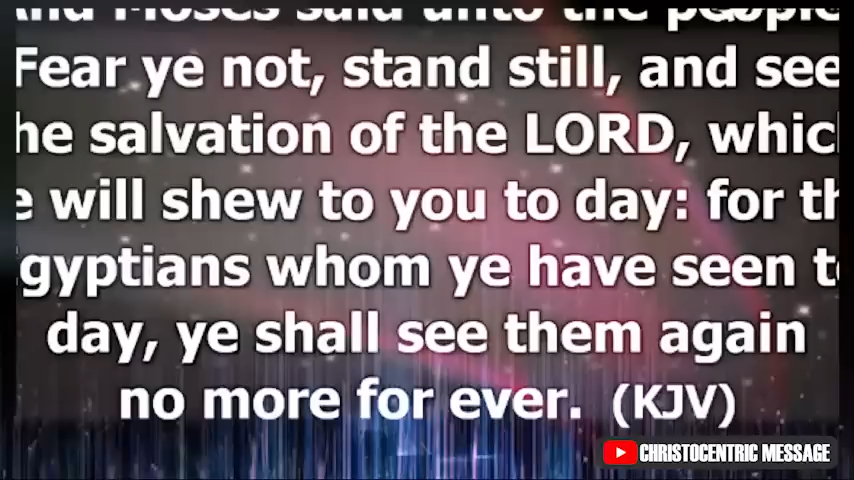 And Moses said unto the people
Fear ye not, stand still, and see
he salvation of the LORD, which
e will shew to you to day: for th
gyptians whom ye have seen to
day, ye shall see them again
no more for ever. (KJV)
CHRISTOCENTRIC MESSAGE